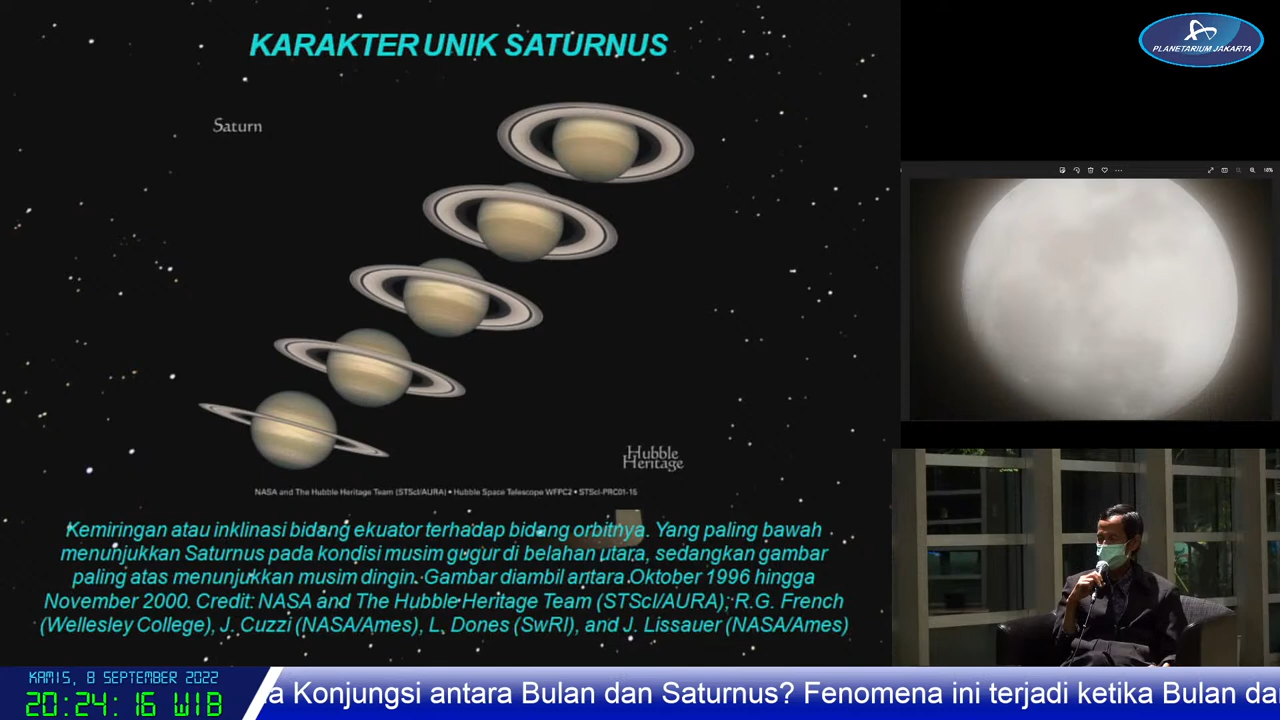 KARAKTER UNIK SATURNUS
Saturn
Hubble
Heritage
NASA and The Hubble Heritage Team (STScI/AURA) • Hubble Space Telescope WFPC2 • STScI-PRC01-15
Kemiringan atau inklinasi bidang ekuator terhadap bidang orbitnya. Yang paling bawah
menunjukkan Saturnus pada kondisi musim gugur di belahan utara, sedangkan gambar
paling atas menunjukkan musim dingin. Gambar diambil antara Oktober 1996 hingga
November 2000. Credit: NASA and The Hubble Heritage Team (STScI/AURA); R.G. French
(Wellesley College), J. Cuzzi (NASA/Ames), L. Dones (SwRI), and J. Lissauer (NASA/Ames)
PLANETARIUM JAKARTA
KAMIS, 8 SEPTEMBER 2022
20:24:16 WIB
a Konjungsi antara Bulan dan Saturnus? Fenomena ini terjadi ketika Bulan da